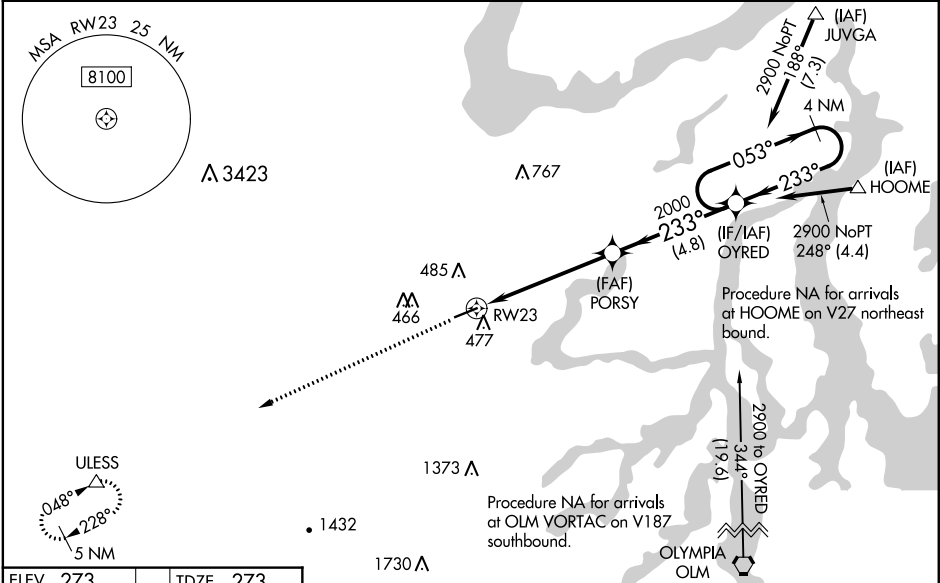 MSA RW23 25 NM
8100
3423
767
(IAF)
JUVGA
2900 NoPT
188°
(7.3)
4 NM
053°
233°
(IAF)
HOOME
2000
233°
(4.8)
(IF/IAF)
OYRED
2900 NoPT
248° (4.4)
(FAF)
PORSY
485
466
RW23
477
Procedure NA for arrivals
at HOOME on V27 northeast
bound.
2900 to OYRED
344°
(19.6)
ULESS
048°
228°
5 NM
1373
1432
1730
Procedure NA for arrivals
at OLM VORTAC on V187
southbound.
OLYMPIA
OLM
ELEV 273
TDZE 273